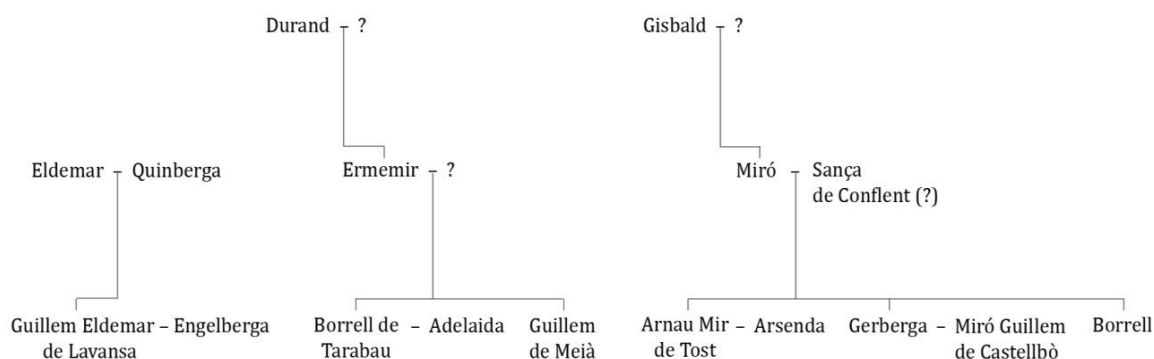 Durand – ?
Gisbald – ?
Eldemar – Quinberga
Ermemir – ?
Miró – Sança
de Conflent (?)
Guillem Eldemar – Engelberga
de Lavansa
Borrell de – Adelaida
Tarabau
Guillem
de Meià
Arnau Mir – Arsenda
de Tost
Gerberga – Miró Guillem
de Castellbò
Borrell